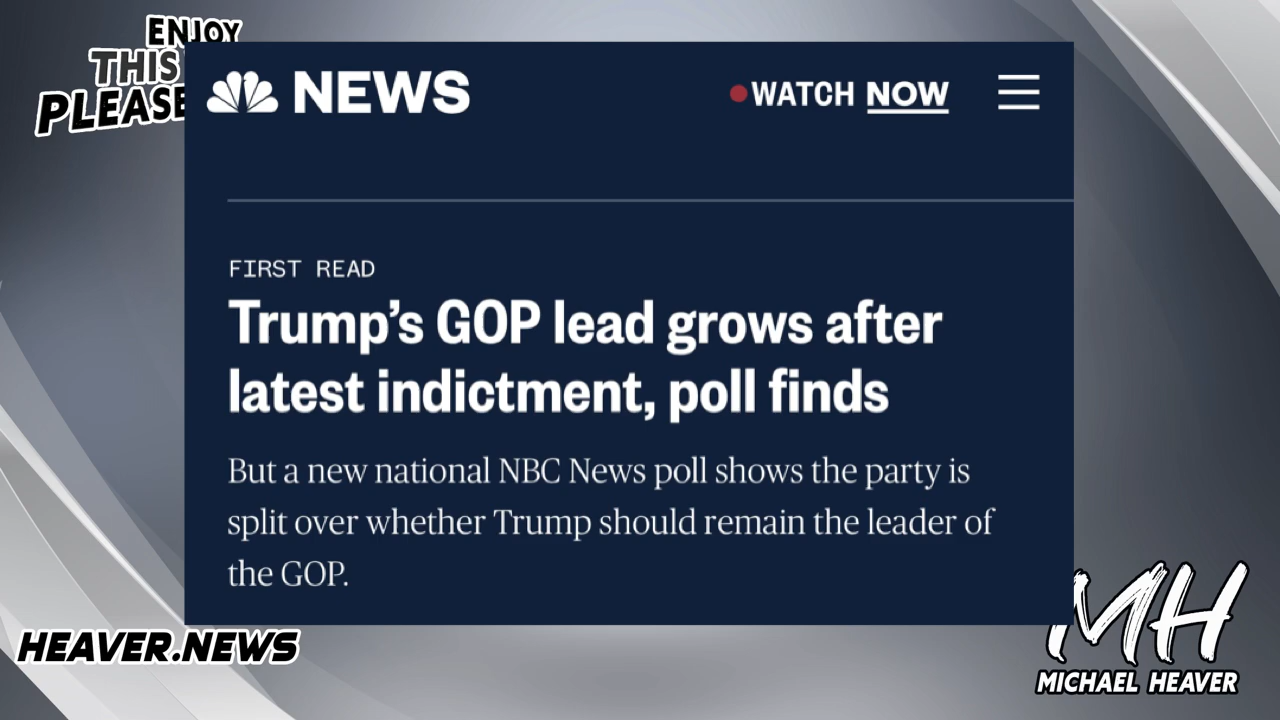 ENJOY
THIS
PLEASE
NEWS
WATCH NOW
FIRST READ
Trump's GOP lead grows after
latest indictment, poll finds
But a new national NBC News poll shows the party is
split over whether Trump should remain the leader of
the GOP.
HEAVER.NEWS
MH
MICHAEL HEAVER